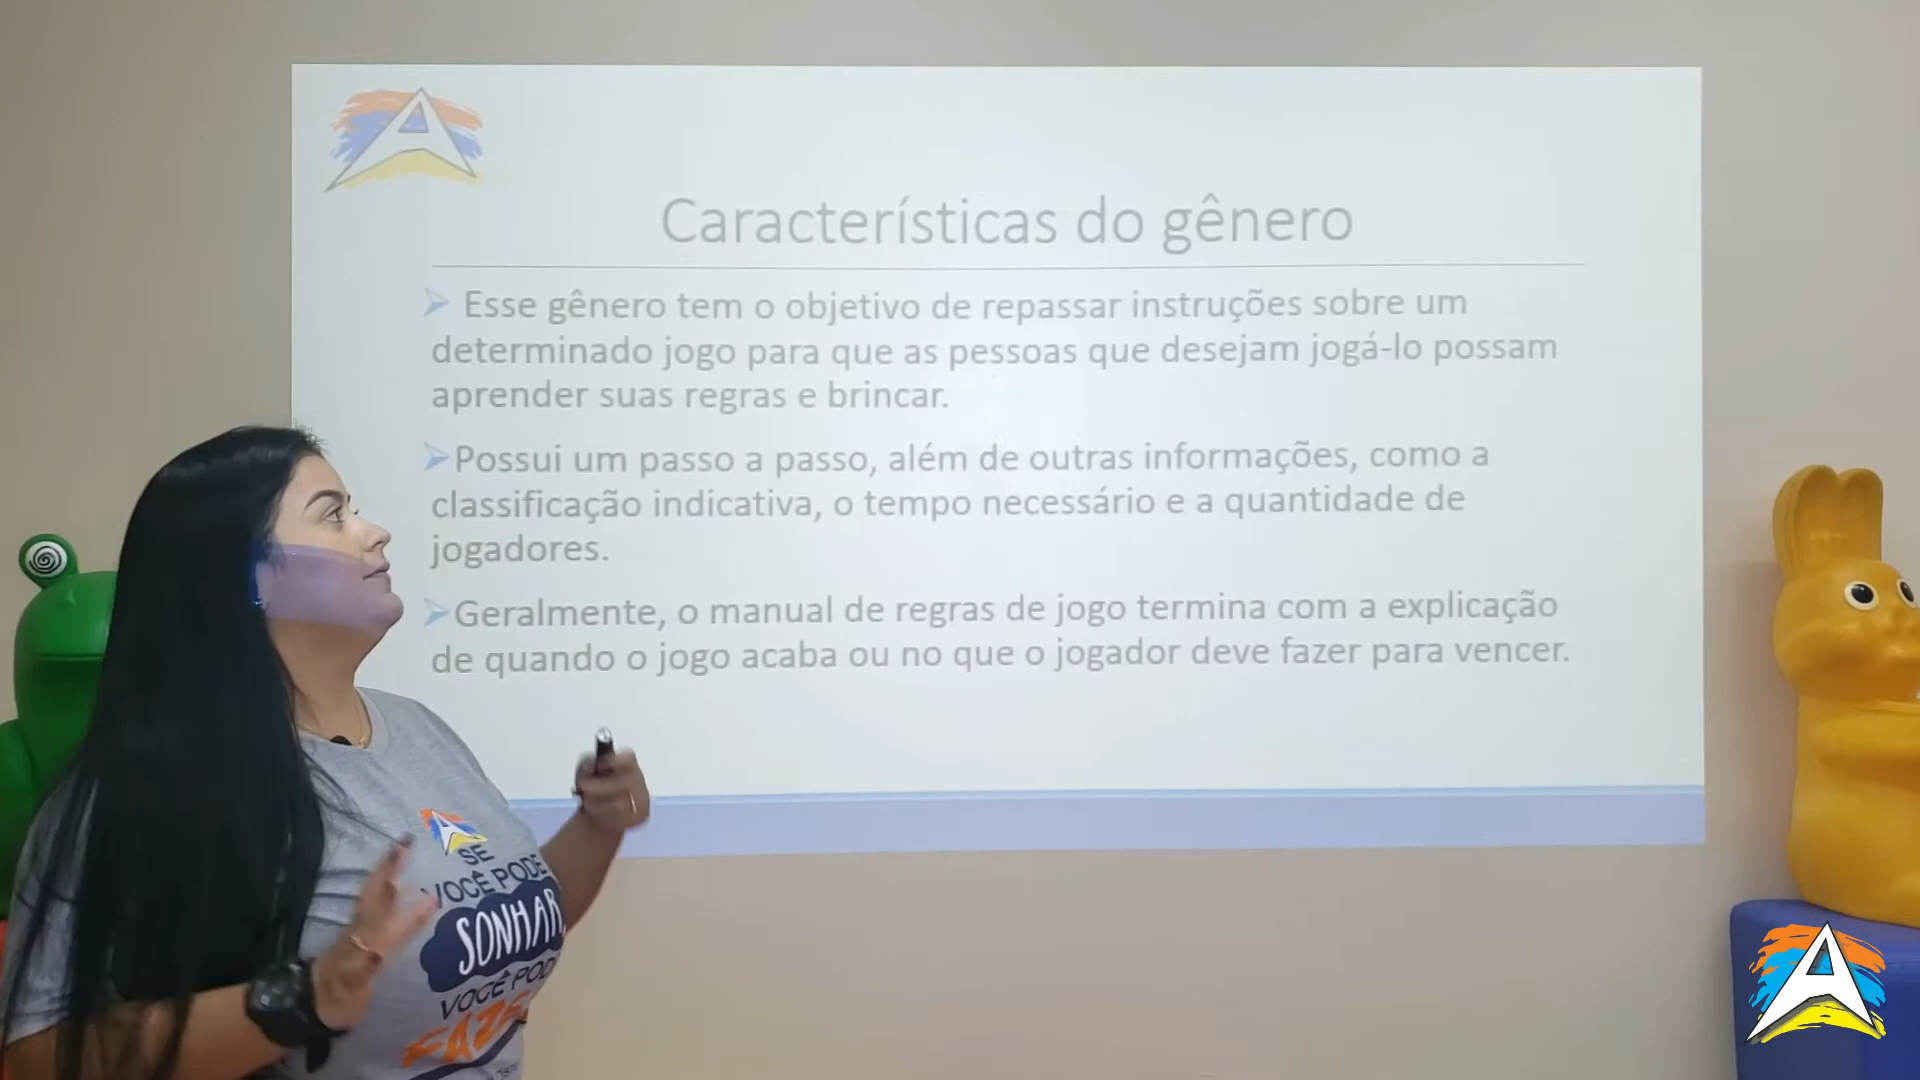 Características do gênero
Esse gênero tem o objetivo de repassar instruções sobre um
determinado jogo para que as pessoas que desejam jogá-lo possam
aprender suas regras e brincar.
Possui um passo a passo, além de outras informações, como a
classificação indicativa, o tempo necessário e a quantidade de
jogadores.
Geralmente, o manual de regras de jogo termina com a explicação
de quando o jogo acaba ou no que o jogador deve fazer para vencer.
A
SE
VOCÊ PODE
SONHAR
VOCÊ PODE
FAZER
A